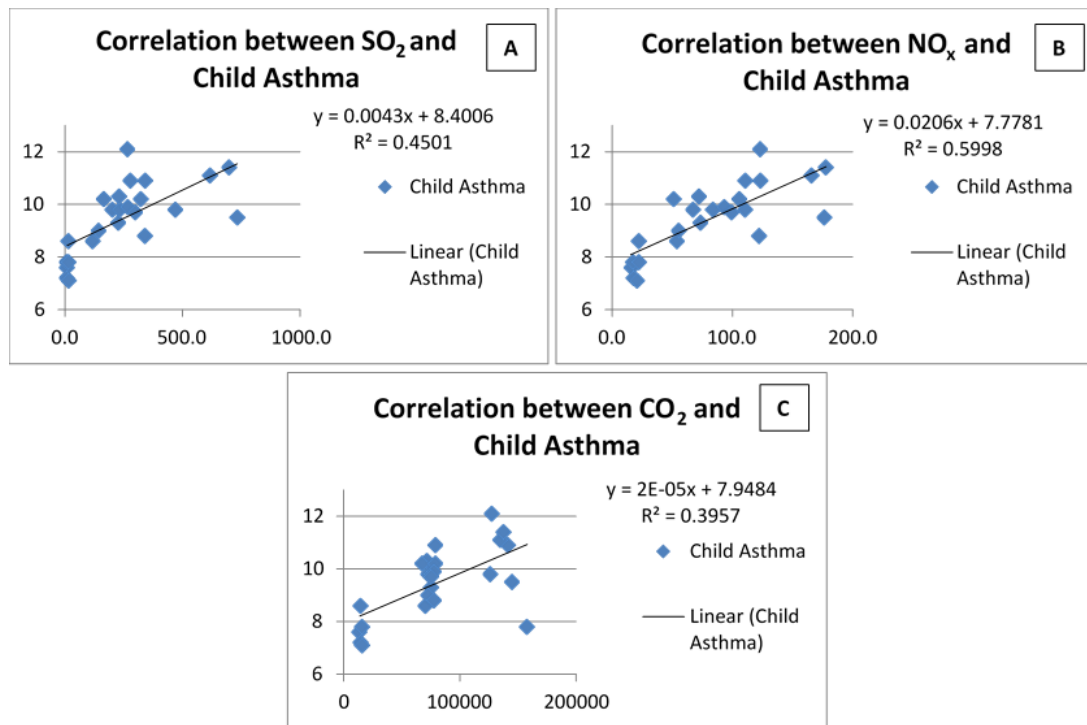 Correlation between SO₂ and
Child Asthma
A
y = 0.0043x + 8.4006
R² = 0.4501
12
10
8
6
0.0
500.0
1000.0
Child Asthma
Linear (Child
Asthma)
Correlation between NOₓ and
Child Asthma
B
y = 0.0206x + 7.7781
R² = 0.5998
12
10
8
6
0.0
100.0
200.0
Child Asthma
Linear (Child
Asthma)
Correlation between CO₂ and
Child Asthma
C
y = 2E-05x + 7.9484
R² = 0.3957
12
10
8
6
0
100000
200000
Child Asthma
Linear (Child
Asthma)